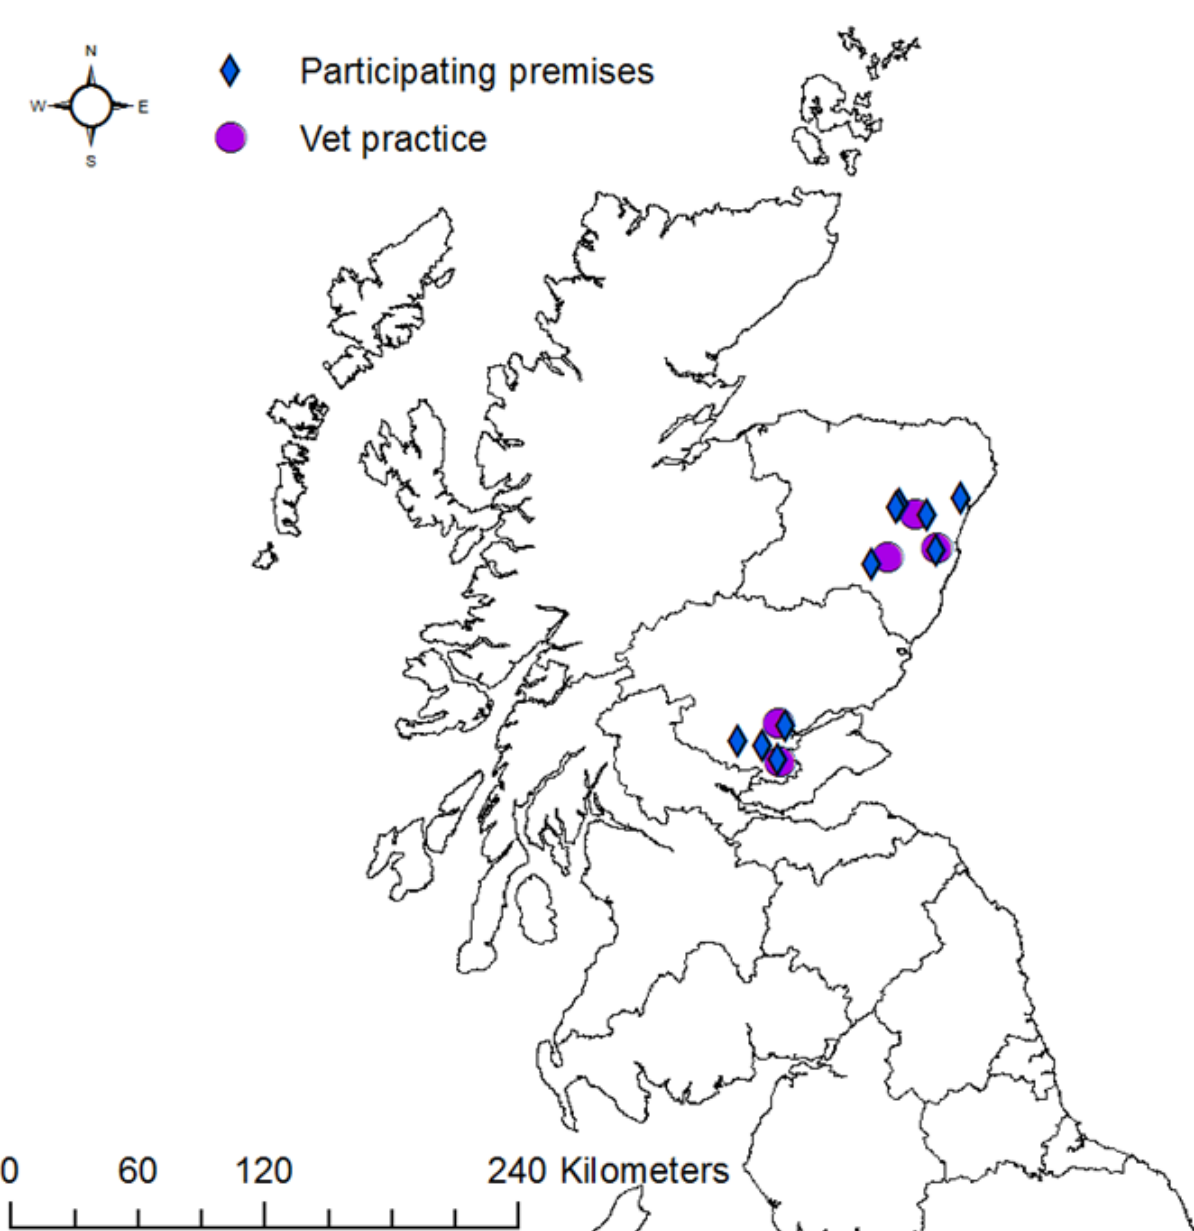 N
W E
S
Participating premises
Vet practice
0 60 120 240 Kilometers